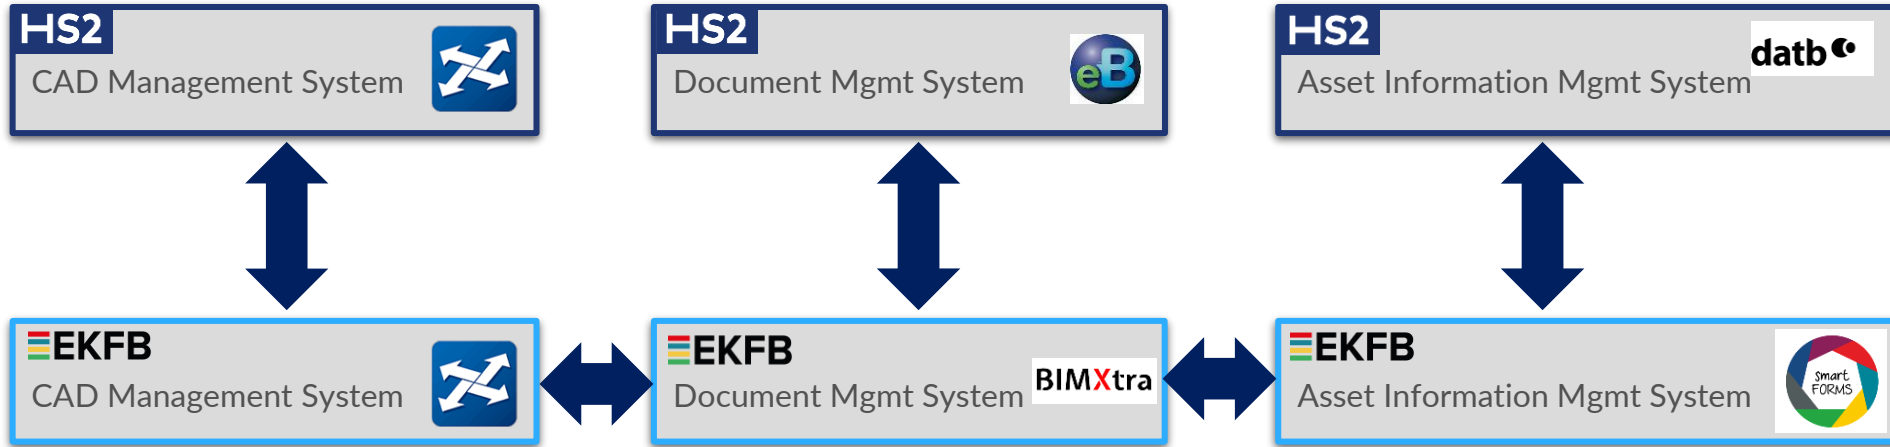 HS2
CAD Management System
HS2
Document Mgmt System
eB
HS2
Asset Information Mgmt System
datb
EKFB
CAD Management System
EKFB
Document Mgmt System
BIMXtra
EKFB
Asset Information Mgmt System
smart
FORMS